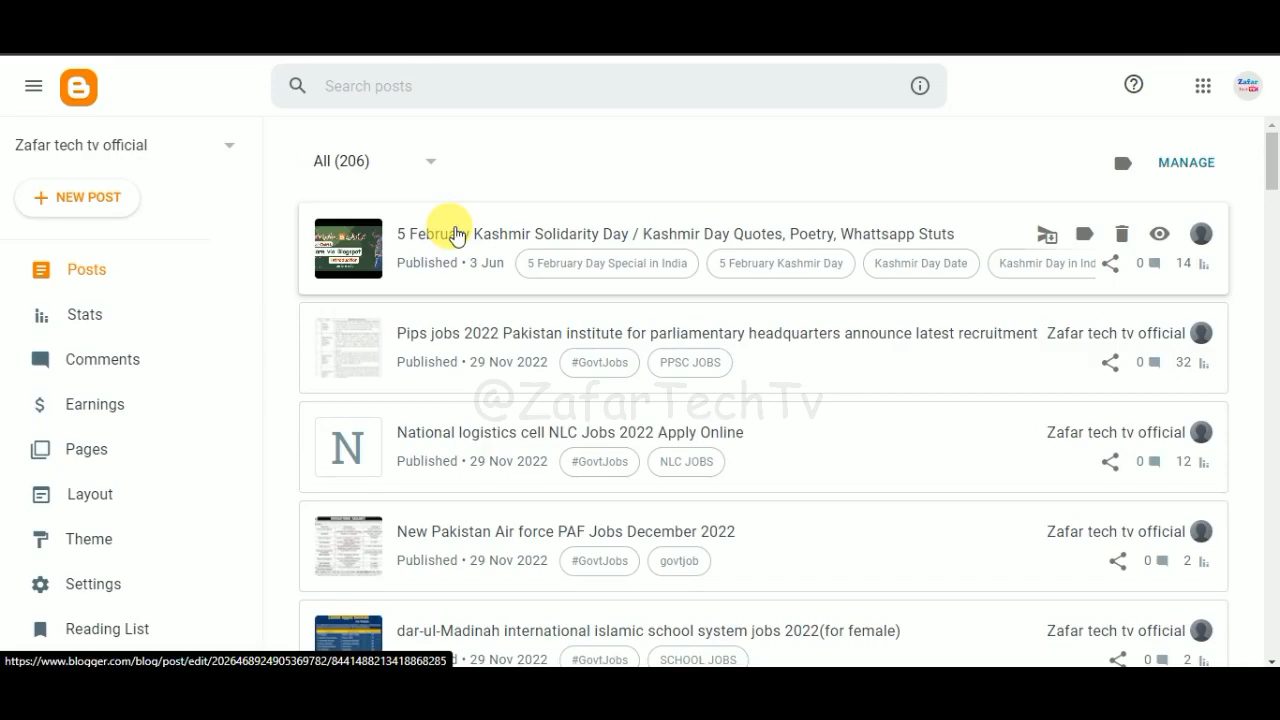 Search posts
Zafar tech tv official
NEW POST
Posts
Stats
Comments
Earnings
Pages
Layout
Theme
Settings
Reading List
All (206)
MANAGE
5 February Kashmir Solidarity Day / Kashmir Day Quotes, Poetry, Whattsapp Stuts
Published • 3 Jun 5 February Day Special in India 5 February Kashmir Day Kashmir Day Date Kashmir Day in Ind 0 14
Pips jobs 2022 Pakistan institute for parliamentary headquarters announce latest recruitment Zafar tech tv official
Published • 29 Nov 2022 #GovtJobs PPSC JOBS 0 32
@ZafarTechTv
National logistics cell NLC Jobs 2022 Apply Online Zafar tech tv official
Published • 29 Nov 2022 #GovtJobs NLC JOBS 0 12
N
New Pakistan Air force PAF Jobs December 2022 Zafar tech tv official
Published • 29 Nov 2022 #GovtJobs govtjob 0 2
dar-ul-Madinah international islamic school system jobs 2022(for female) Zafar tech tv official
d • 29 Nov 2022 #GovtJobs SCHOOL JOBS 0 2
https://www.blogger.com/blog/post/edit/2026468924905369782/8441488213418868285